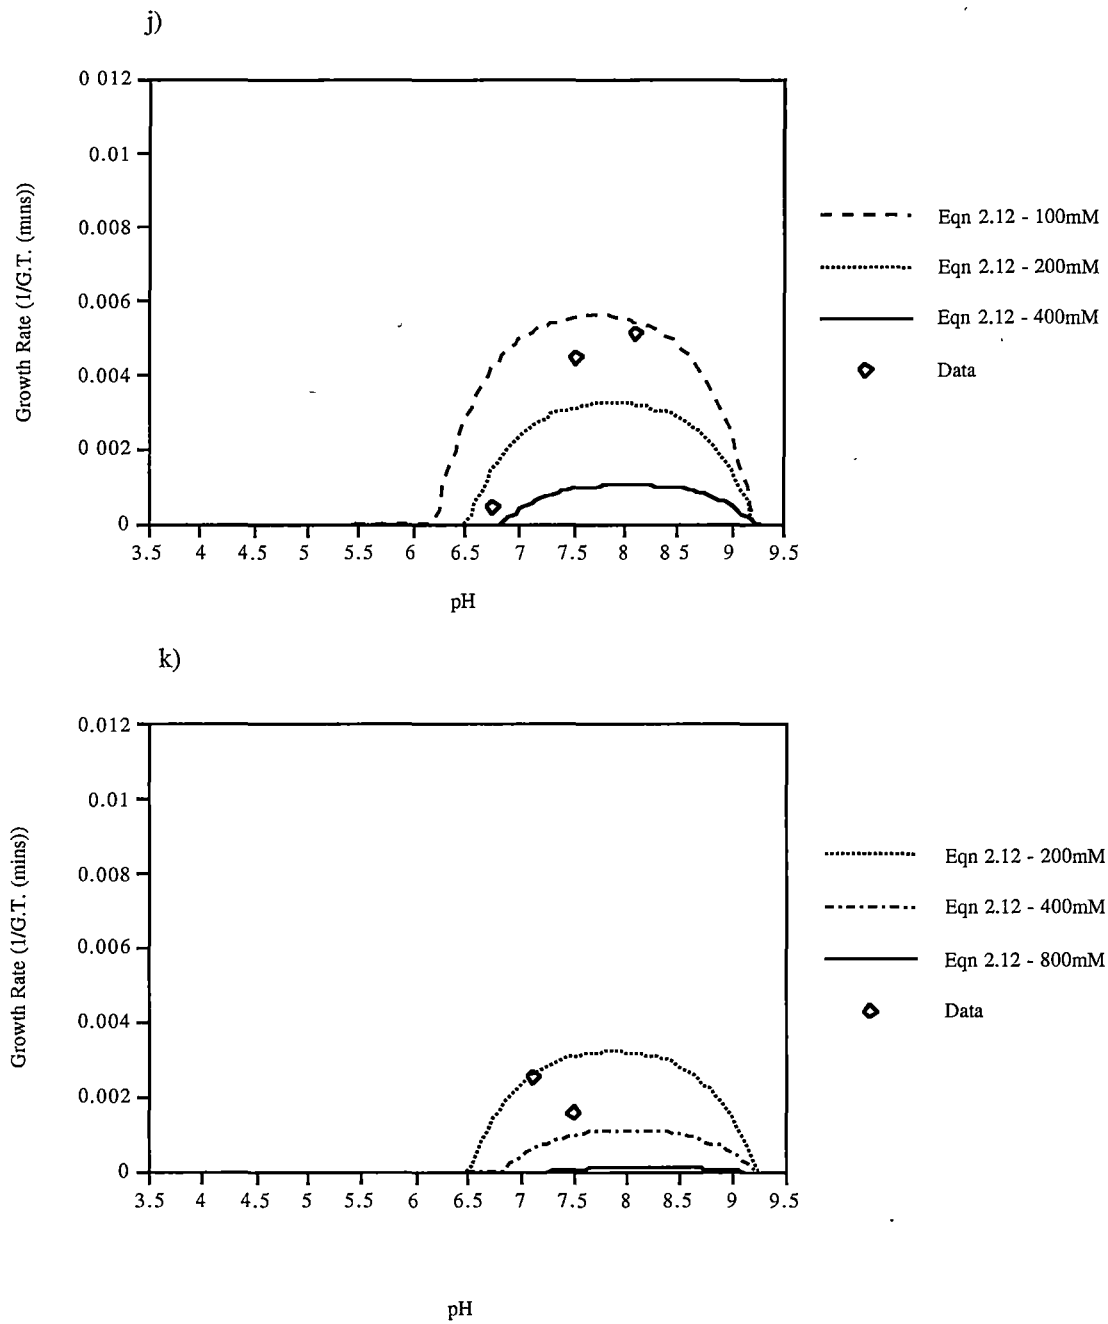 j)
0 012
0.01
0.008
0.006
0.004
0 002
0
Growth Rate (1/G.T. (mins))
3.5 4 4.5 5 5.5 6 6.5 7 7.5 8 8 5 9 9.5
pH
Eqn 2.12 - 100mM
Eqn 2.12 - 200mM
Eqn 2.12 - 400mM
Data
k)
0.012
0.01
0.008
0.006
0.004
0.002
0
Growth Rate (1/G.T. (mins))
3.5 4 4.5 5 5.5 6 6.5 7 7.5 8 8.5 9 9.5
pH
Eqn 2.12 - 200mM
Eqn 2.12 - 400mM
Eqn 2.12 - 800mM
Data